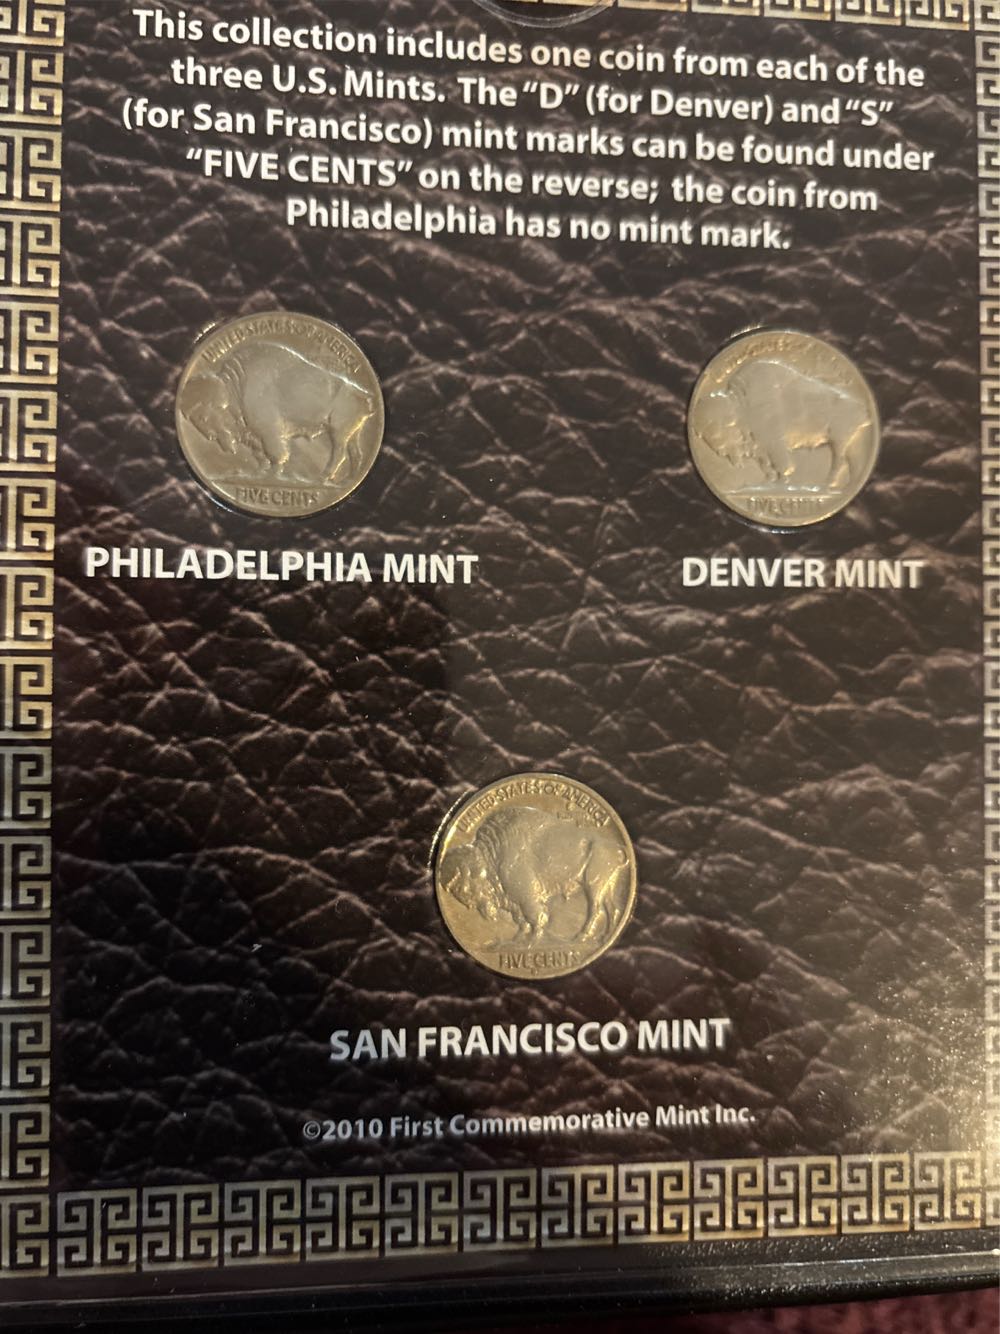 This collection includes one coin from each of the
three U.S. Mints. The "D" (for Denver) and "S"
(for San Francisco) mint marks can be found under
"FIVE CENTS" on the reverse; the coin from
Philadelphia has no mint mark.
UNITED STATES OF AMERICA
FIVE CENTS
FIVE CENTS
PHILADELPHIA MINT
DENVER MINT
UNITED STATES OF AMERICA
FIVE CENTS
SAN FRANCISCO MINT
©2010 First Commemorative Mint Inc.